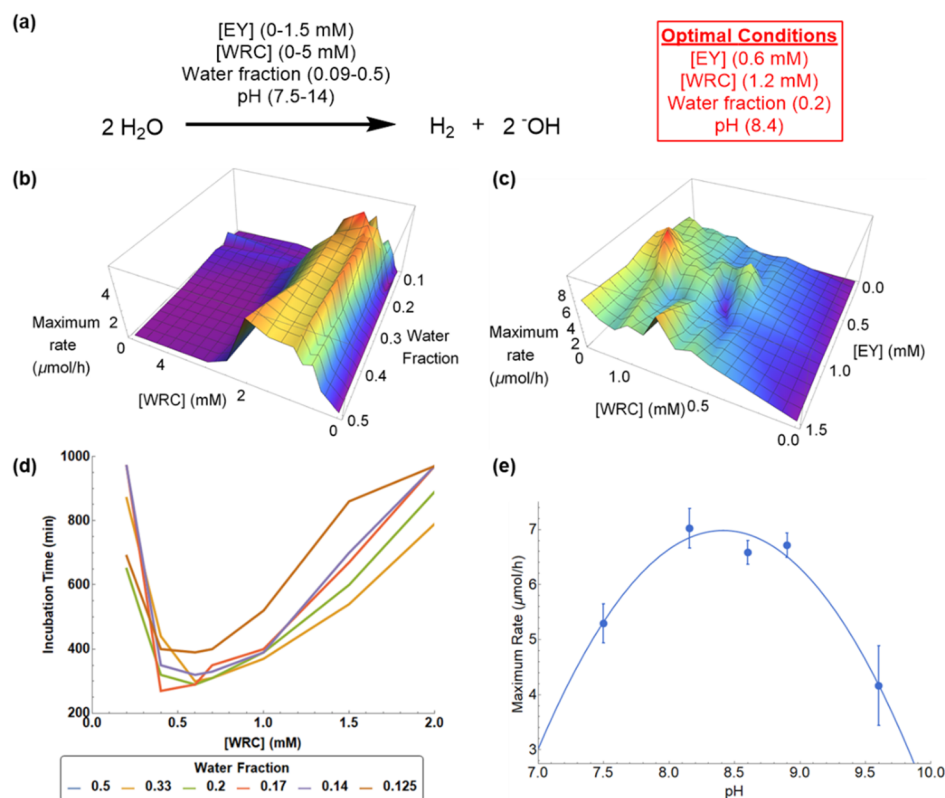 (a)
[EY] (0-1.5 mM)
[WRC] (0-5 mM)
Water fraction (0.09-0.5)
pH (7.5-14)
2 H₂O
H₂ + 2 ⁻OH
Optimal Conditions
[EY] (0.6 mM)
[WRC] (1.2 mM)
Water fraction (0.2)
pH (8.4)
(b)
4
2
0
Maximum
rate
(µmol/h)
4
2
0
[WRC] (mM)
0.1
0.2
0.3
0.4
0.5
Water
Fraction
(c)
8
6
4
2
0
Maximum
rate
(µmol/h)
1.0
0.5
0.0
[WRC] (mM)
0.0
0.5
1.0
1.5
[EY] (mM)
(d)
1000
800
600
400
200
Incubation Time (min)
0.0 0.5 1.0 1.5 2.0
[WRC] (mM)
Water Fraction
0.5 0.33 0.2 0.17 0.14 0.125
(e)
7
6
5
4
3
Maximum Rate (µmol/h)
7.0 7.5 8.0 8.5 9.0 9.5 10.0
pH